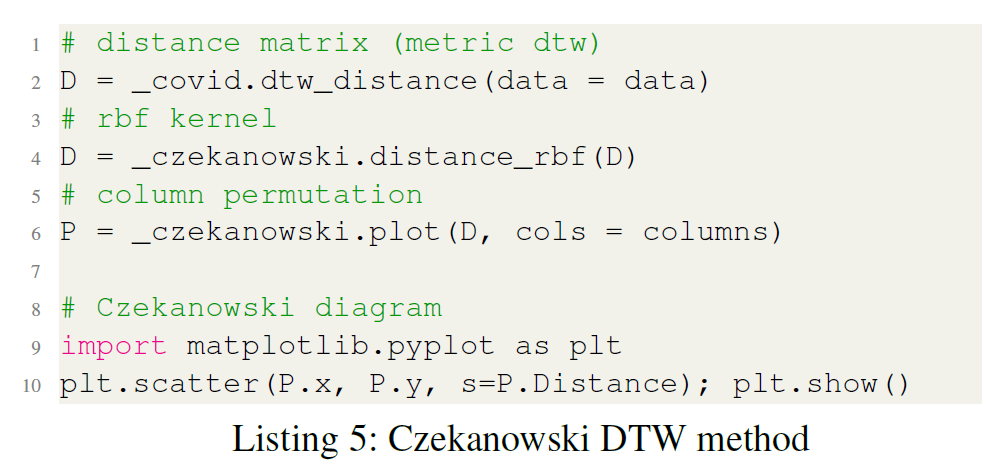 1 # distance matrix (metric dtw)
2 D = _covid.dtw_distance(data = data)
3 # rbf kernel
4 D = _czekanowski.distance_rbf(D)
5 # column permutation
6 P = _czekanowski.plot(D, cols = columns)
7
8 # Czekanowski diagram
9 import matplotlib.pyplot as plt
10 plt.scatter(P.x, P.y, s=P.Distance); plt.show()
Listing 5: Czekanowski DTW method